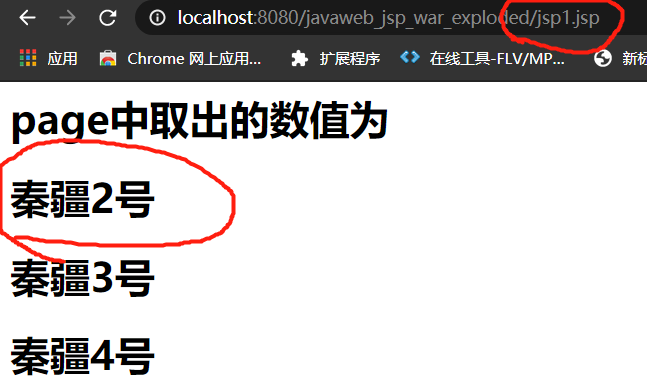 localhost:8080/javaweb_jsp_war_exploded/jsp1.jsp
应用 Chrome 网上应用... 扩展程序 在线工具-FLV/MP... 新标
page中取出的数值为
秦疆2号
秦疆3号
秦疆4号